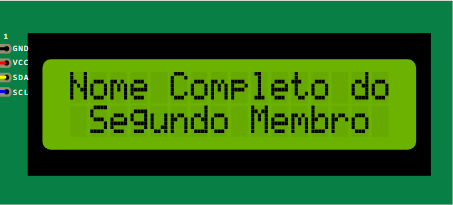 1
GND
VCC
SDA
SCL
Nome Completo do
Segundo Membro